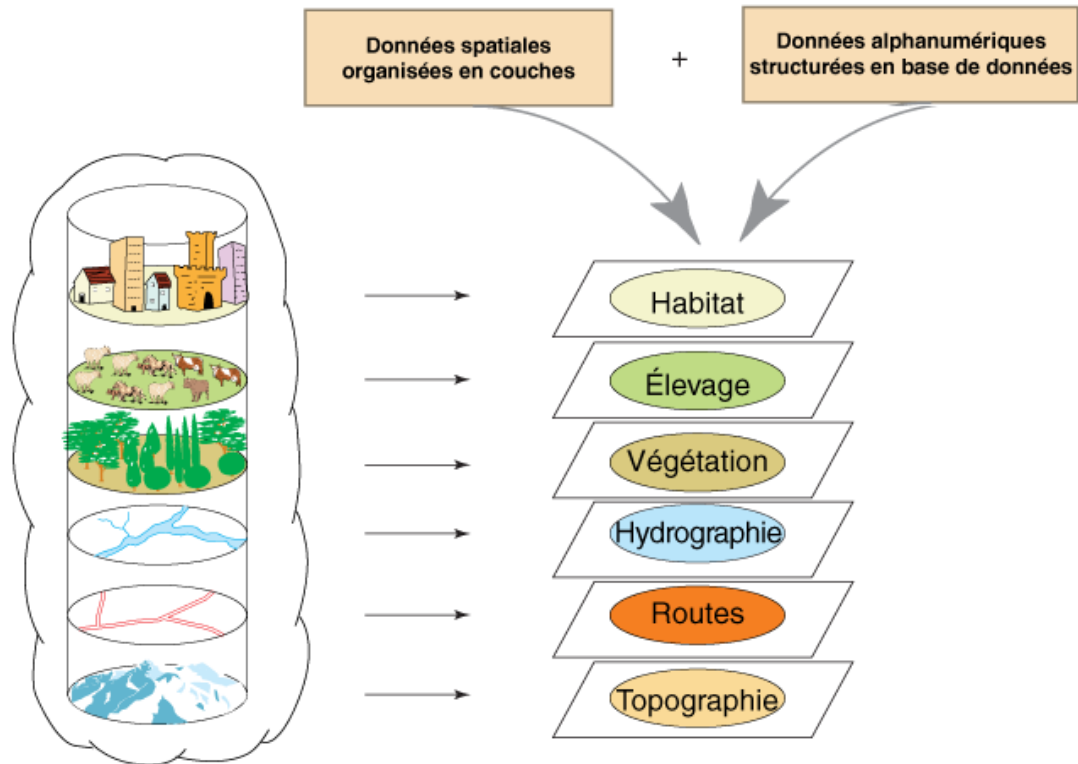 Données spatiales
organisées en couches
+
Données alphanumériques
structurées en base de données
Habitat
Élevage
Végétation
Hydrographie
Routes
Topographie